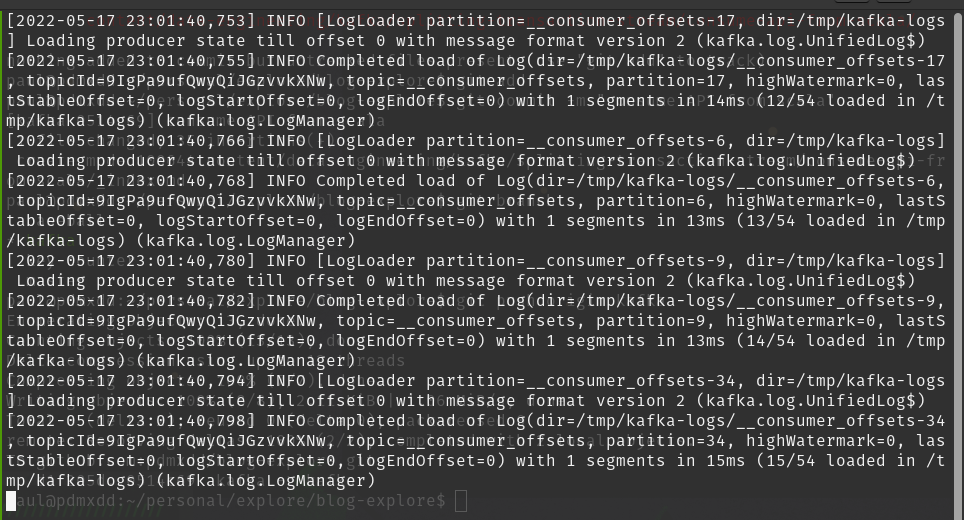 [2022-05-17 23:01:40,753] INFO [LogLoader partition=__consumer_offsets-17, dir=/tmp/kafka-logs
] Loading producer state till offset 0 with message format version 2 (kafka.log.UnifiedLog$)
[2022-05-17 23:01:40,755] INFO Completed load of Log(dir=/tmp/kafka-logs/__consumer_offsets-17
, topicId=9IgPa9ufQwyQiJGzvvkXNw, topic=__consumer_offsets, partition=17, highWatermark=0, las
tStableOffset=0, logStartOffset=0, logEndOffset=0) with 1 segments in 14ms (12/54 loaded in /t
mp/kafka-logs) (kafka.log.LogManager)
[2022-05-17 23:01:40,766] INFO [LogLoader partition=__consumer_offsets-6, dir=/tmp/kafka-logs]
 Loading producer state till offset 0 with message format version 2 (kafka.log.UnifiedLog$)
[2022-05-17 23:01:40,768] INFO Completed load of Log(dir=/tmp/kafka-logs/__consumer_offsets-6,
 topicId=9IgPa9ufQwyQiJGzvvkXNw, topic=__consumer_offsets, partition=6, highWatermark=0, lastS
tableOffset=0, logStartOffset=0, logEndOffset=0) with 1 segments in 13ms (13/54 loaded in /tmp
/kafka-logs) (kafka.log.LogManager)
[2022-05-17 23:01:40,780] INFO [LogLoader partition=__consumer_offsets-9, dir=/tmp/kafka-logs]
 Loading producer state till offset 0 with message format version 2 (kafka.log.UnifiedLog$)
[2022-05-17 23:01:40,782] INFO Completed load of Log(dir=/tmp/kafka-logs/__consumer_offsets-9,
 topicId=9IgPa9ufQwyQiJGzvvkXNw, topic=__consumer_offsets, partition=9, highWatermark=0, lastS
tableOffset=0, logStartOffset=0, logEndOffset=0) with 1 segments in 13ms (14/54 loaded in /tmp
/kafka-logs) (kafka.log.LogManager)
[2022-05-17 23:01:40,794] INFO [LogLoader partition=__consumer_offsets-34, dir=/tmp/kafka-logs
] Loading producer state till offset 0 with message format version 2 (kafka.log.UnifiedLog$)
[2022-05-17 23:01:40,798] INFO Completed load of Log(dir=/tmp/kafka-logs/__consumer_offsets-34
, topicId=9IgPa9ufQwyQiJGzvvkXNw, topic=__consumer_offsets, partition=34, highWatermark=0, las
tStableOffset=0, logStartOffset=0, logEndOffset=0) with 1 segments in 15ms (15/54 loaded in /t
mp/kafka-logs) (kafka.log.LogManager)
aul@pdmxdd:~/personal/explore/blog-explore$